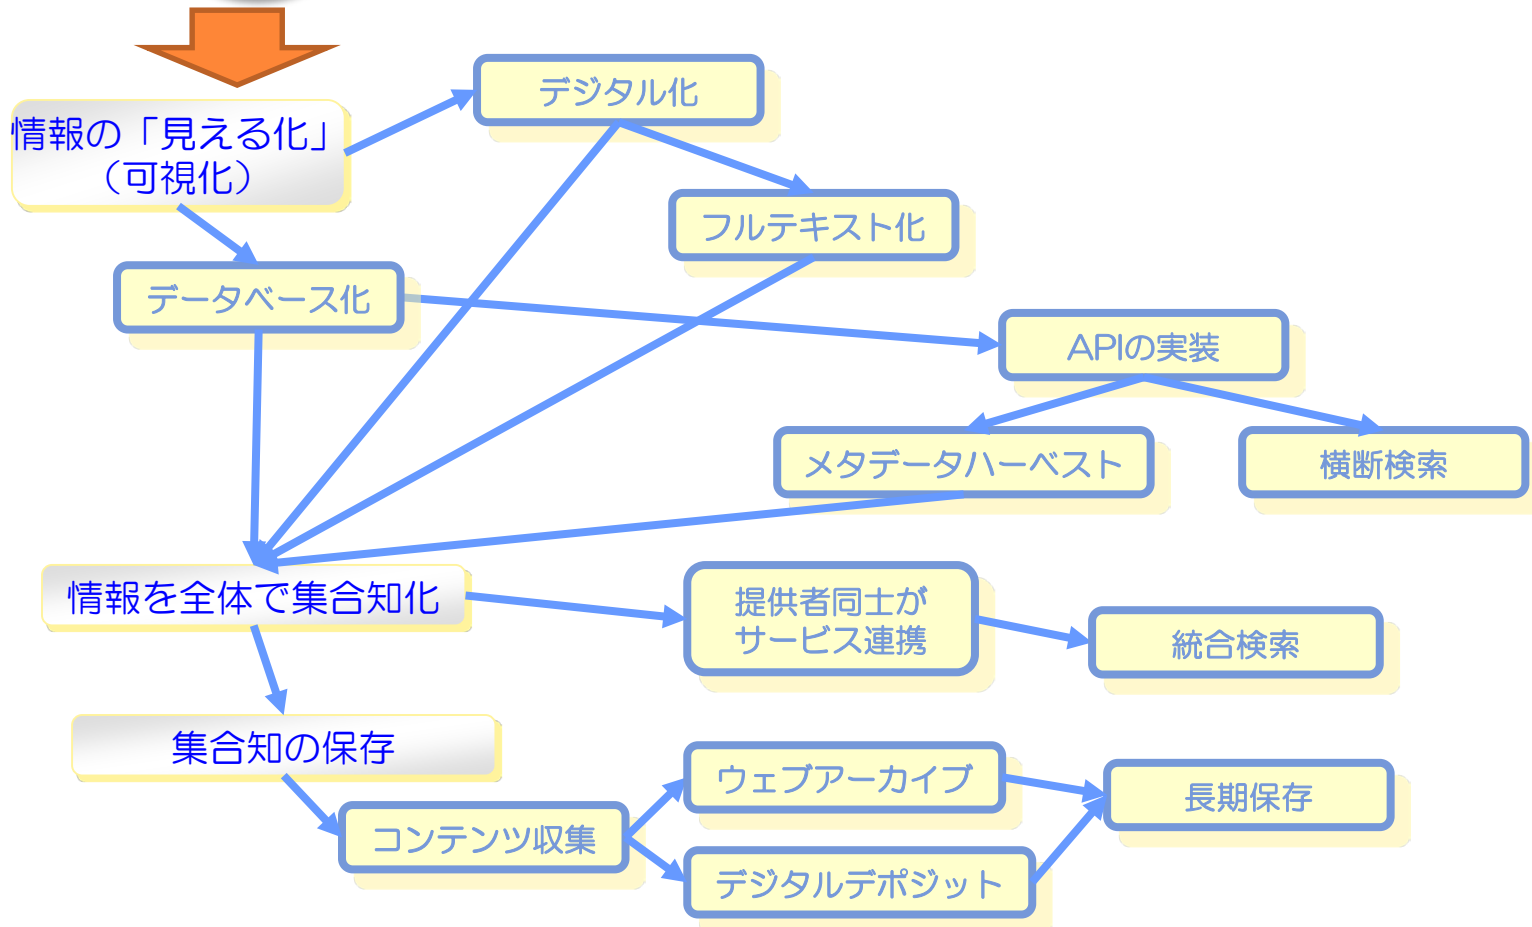 デジタル化
情報の「見える化」
（可視化）
フルテキスト化
データベース化
APIの実装
メタデータハーベスト
横断検索
情報を全体で集合知化
提供者同士が
サービス連携
統合検索
集合知の保存
ウェブアーカイブ
長期保存
コンテンツ収集
デジタルデポジット